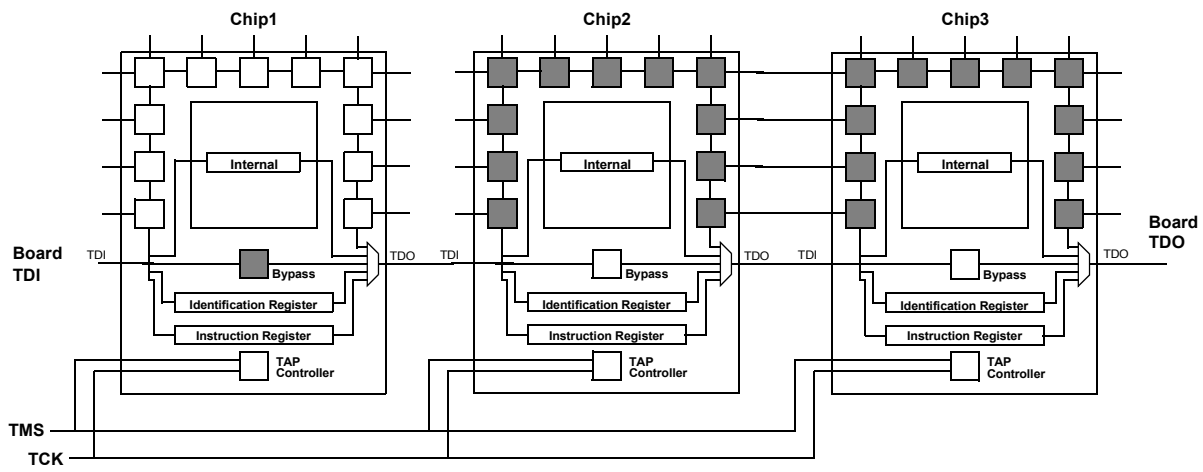 Chip1
Chip2
Chip3
Internal
Internal
Internal
Board
TDI
TDI
Bypass
TDO
TDI
Bypass
TDO
TDI
Bypass
TDO
Board
TDO
Identification Register
Identification Register
Identification Register
Instruction Register
Instruction Register
Instruction Register
TAP
Controller
TAP
Controller
TAP
Controller
TMS
TCK